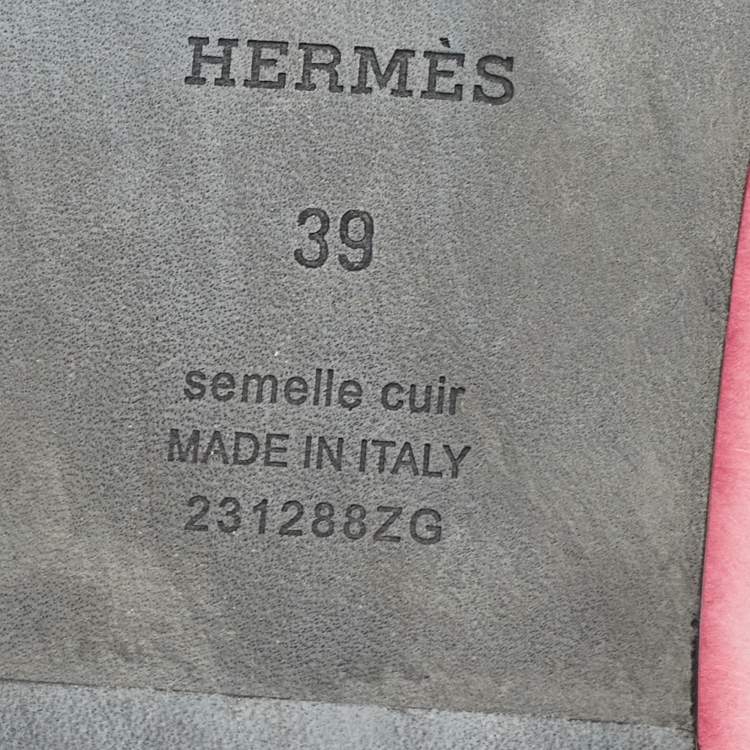 HERMÈS
39
semelle cuir
MADE IN ITALY
231288ZG